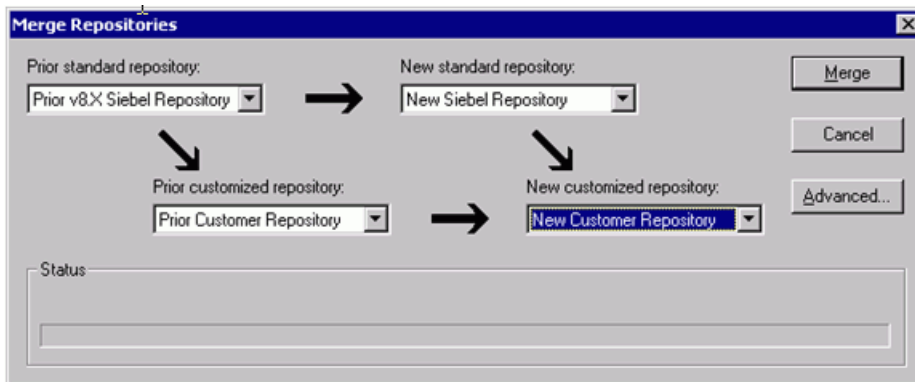 Merge Repositories
Prior standard repository:
New standard repository:
Merge
Prior v8.X Siebel Repository
New Siebel Repository
Cancel
Prior customized repository:
New customized repository:
Advanced...
Prior Customer Repository
New Customer Repository
Status